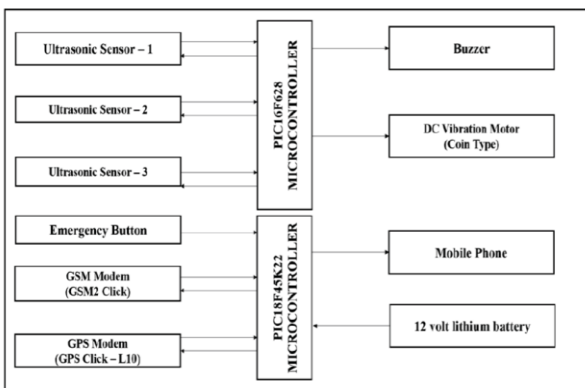 Ultrasonic Sensor – 1
Ultrasonic Sensor – 2
Ultrasonic Sensor – 3
Emergency Button
GSM Modem
(GSM2 Click)
GPS Modem
(GPS Click – L10)
PIC16F628
MICROCONTROLLER
PIC18F45K22
MICROCONTROLLER
Buzzer
DC Vibration Motor
(Coin Type)
Mobile Phone
12 volt lithium battery